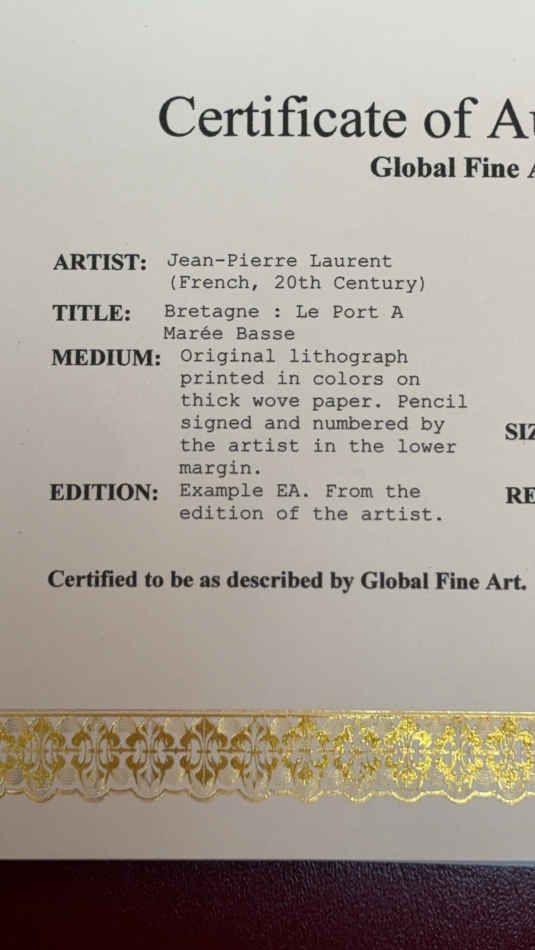 Certificate of
Global Fine
ARTIST: Jean-Pierre Laurent
(French, 20th Century)
TITLE: Bretagne : Le Port A
Marée Basse
MEDIUM: Original lithograph
printed in colors on
thick wove paper. Pencil
signed and numbered by
the artist in the lower
margin.
EDITION: Example EA. From the
edition of the artist.
Certified to be as described by Global Fine Art.